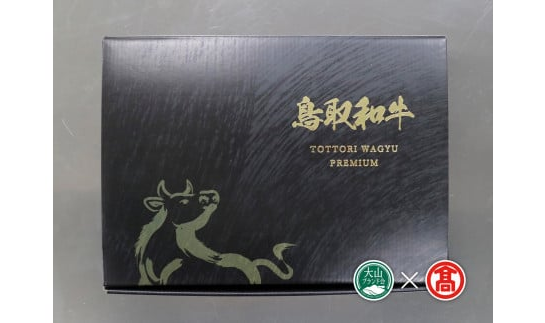 鳥取和牛
TOTTORI WAGYU
PREMIUM
大山
ブランド会
×
髙